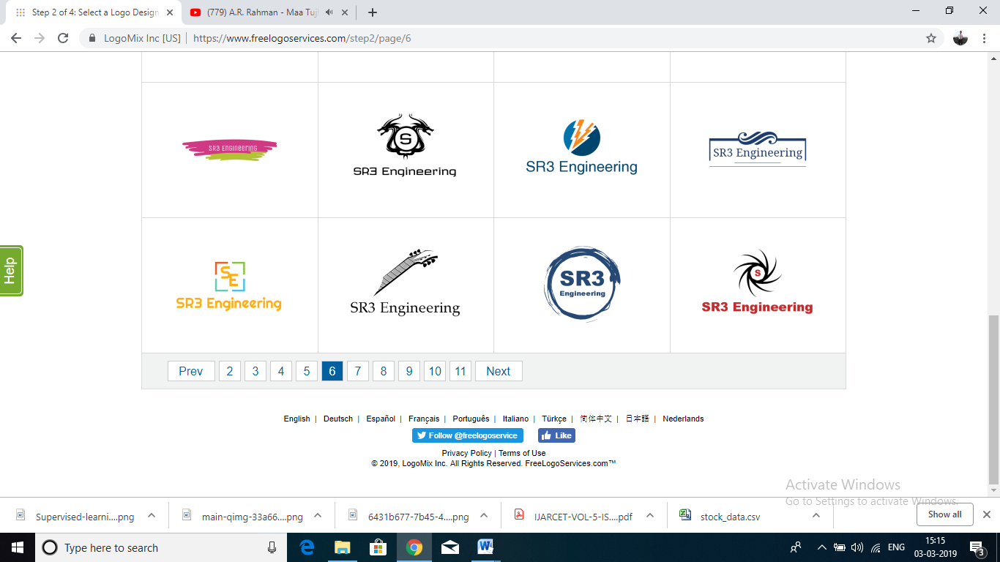 Step 2 of 4: Select a Logo Design
(779) A.R. Rahman - Maa Tuj
LogoMix Inc [US] | https://www.freelogoservices.com/step2/page/6
SR3 Engineering
S
SR3 Engineering
SR3 Engineering
SR3 Engineering
SE
SR3 Engineering
SR3 Engineering
SR3
Engineering
S
SR3 Engineering
Help
Prev 2 3 4 5 6 7 8 9 10 11 Next
English | Deutsch | Español | Français | Português | Italiano | Türkçe | 简体中文 | 日本語 | Nederlands
Follow @freelogoservice Like
Privacy Policy | Terms of Use
© 2019, LogoMix Inc. All Rights Reserved. FreeLogoServices.com™
Activate Windows
Go to Settings to activate Windows.
Supervised-learni....png main-qimg-33a66....png 6431b677-7b45-4....png IJARCET-VOL-5-IS....pdf stock_data.csv Show all
Type here to search
ENG
15:15
03-03-2019
3